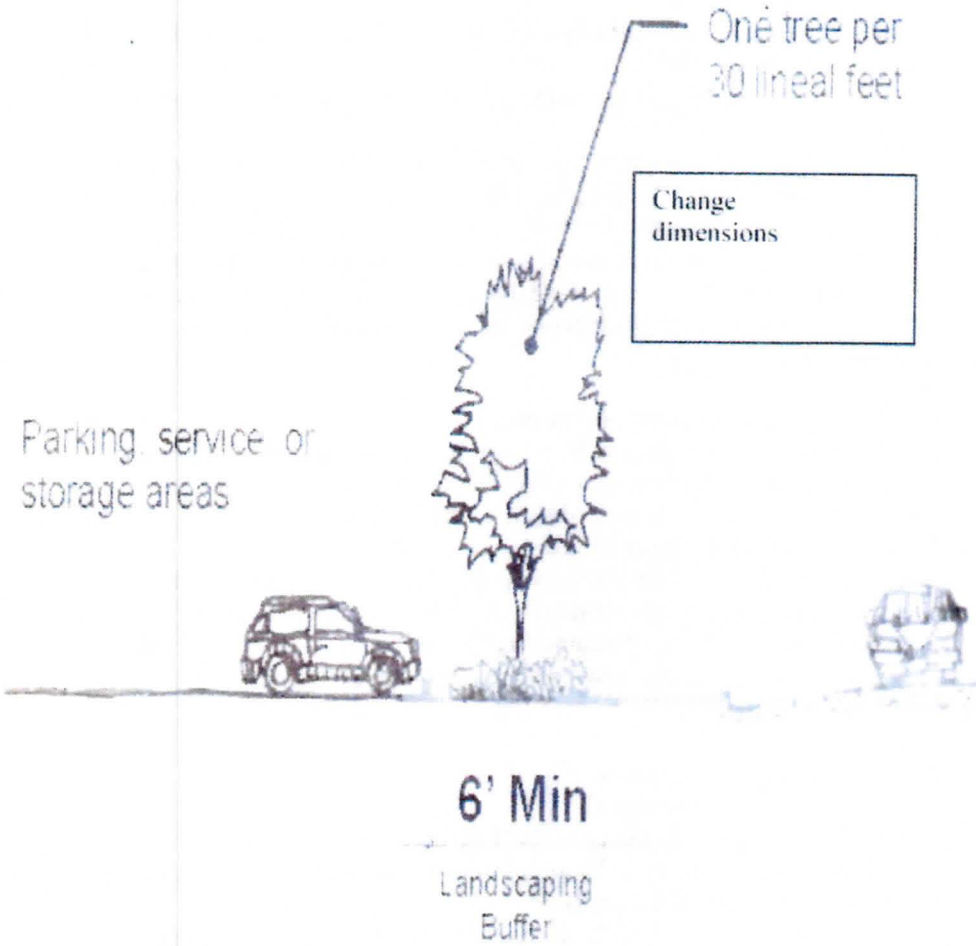 One tree per
30 lineal feet
Change
dimensions
Parking, service or
storage areas
6' Min
Landscaping
Buffer